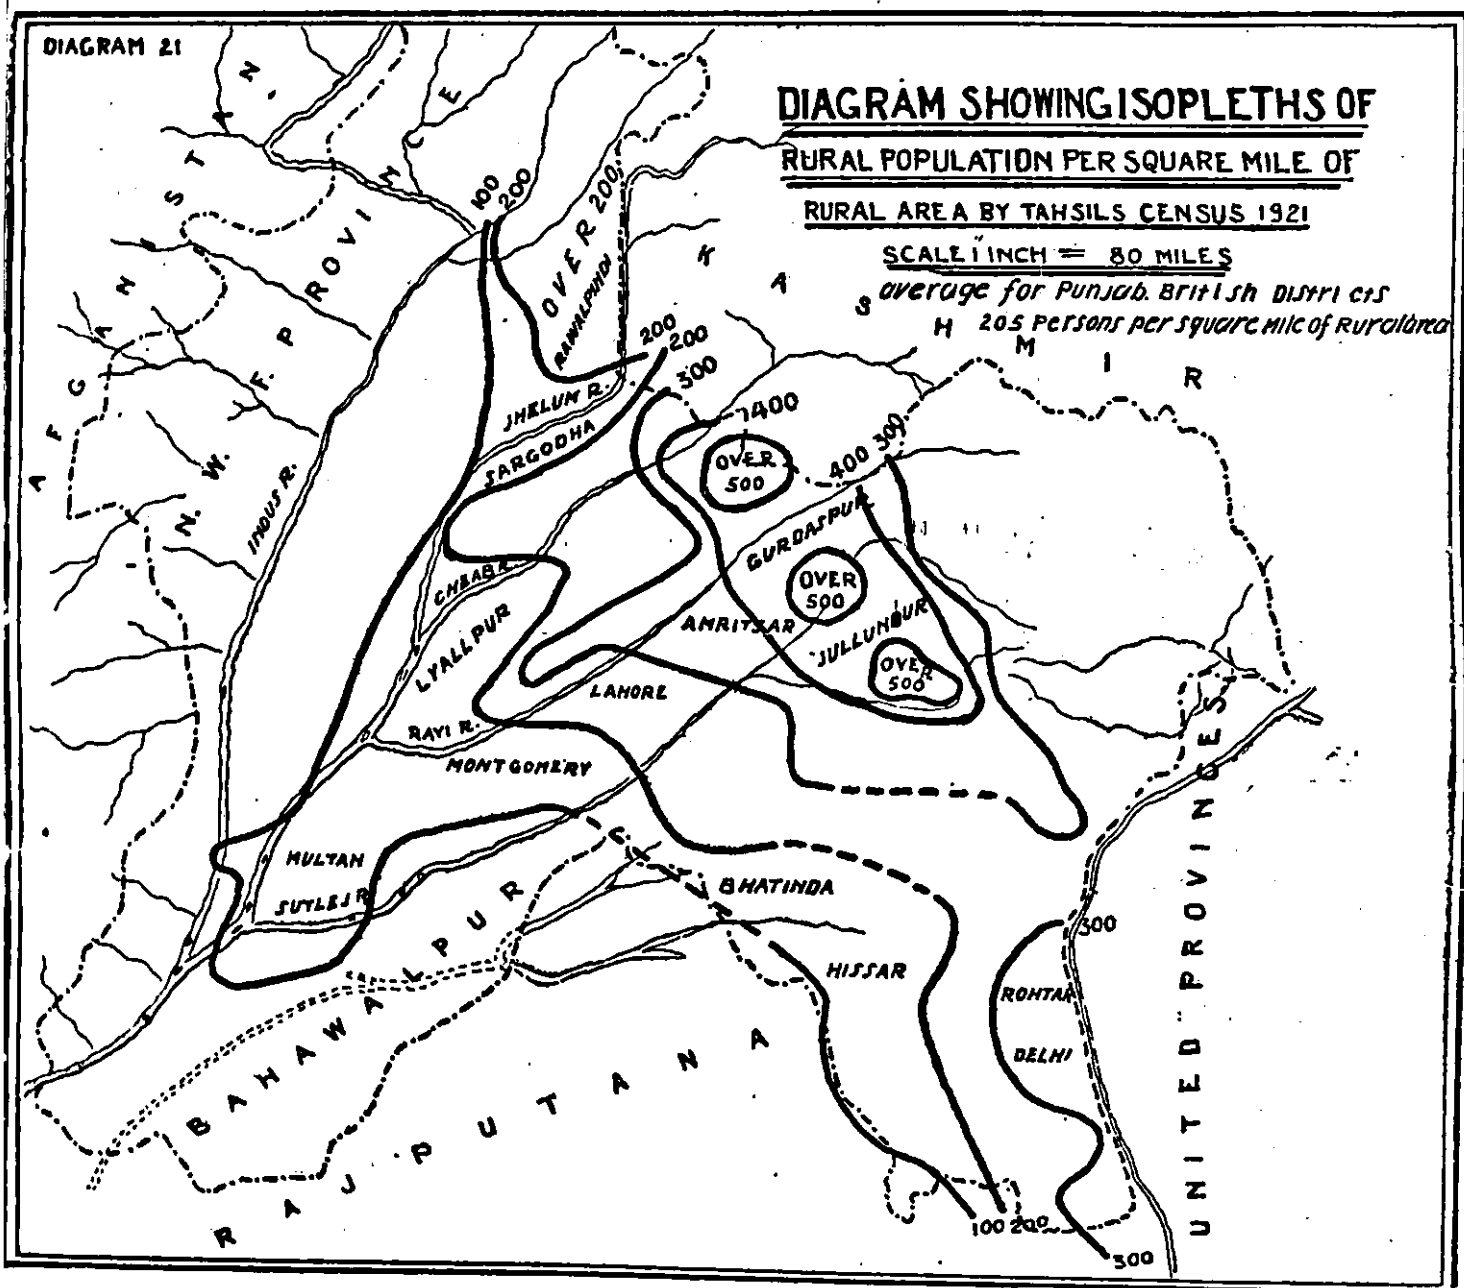 DIAGRAM 21
DIAGRAM SHOWING ISOPLETHS OF
RURAL POPULATION PER SQUARE MILE OF
RURAL AREA BY TAHSILS CENSUS 1921
SCALE 1 INCH = 80 MILES
average for Punjab. British Districts
205 Persons per square mile of Rural area
AFGANISTAN
N. W. F. PROVINCE
KASHMIR
100
200
OVER 200
RAWALPINDI
200
200
300
400
JHELUM R.
SARGODHA
OVER
500
400
300
INDUS R.
GURDASPUR
CHEAB R.
OVER
500
LYALLPUR
AMRITSAR
JULLUNDUR
OVER
500
LAHORE
RAVI R.
MONTGOMERY
MULTAN
SUTLEJ R
BHATINDA
HISSAR
300
ROHTAK
DELHI
BAHAWALPUR
RAJPUTANA
UNITED PROVINCES
100 200
300